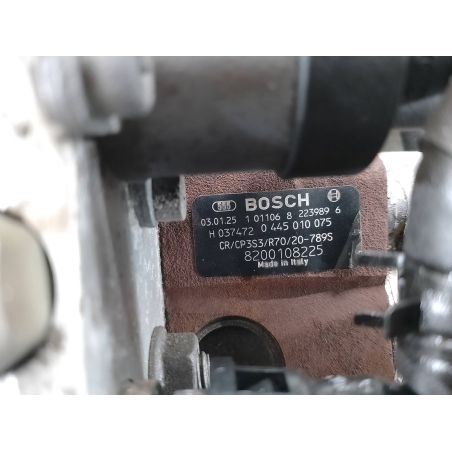 BOSCH
03.01.25 1 01106 8 223989 6
H 037472 0 445 010 075
CR/CP3S3/R70/20-789S
8200108225
Made in Italy